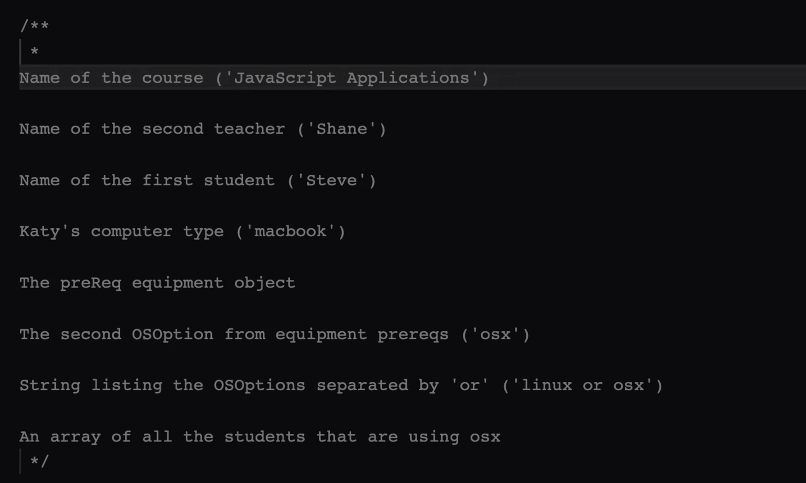 /**
*
Name of the course ('JavaScript Applications')
Name of the second teacher ('Shane')
Name of the first student ('Steve')
Katy's computer type ('macbook')
The preReq equipment object
The second OSOption from equipment prereqs ('osx')
String listing the OSOptions separated by 'or' ('linux or osx')
An array of all the students that are using osx
*/